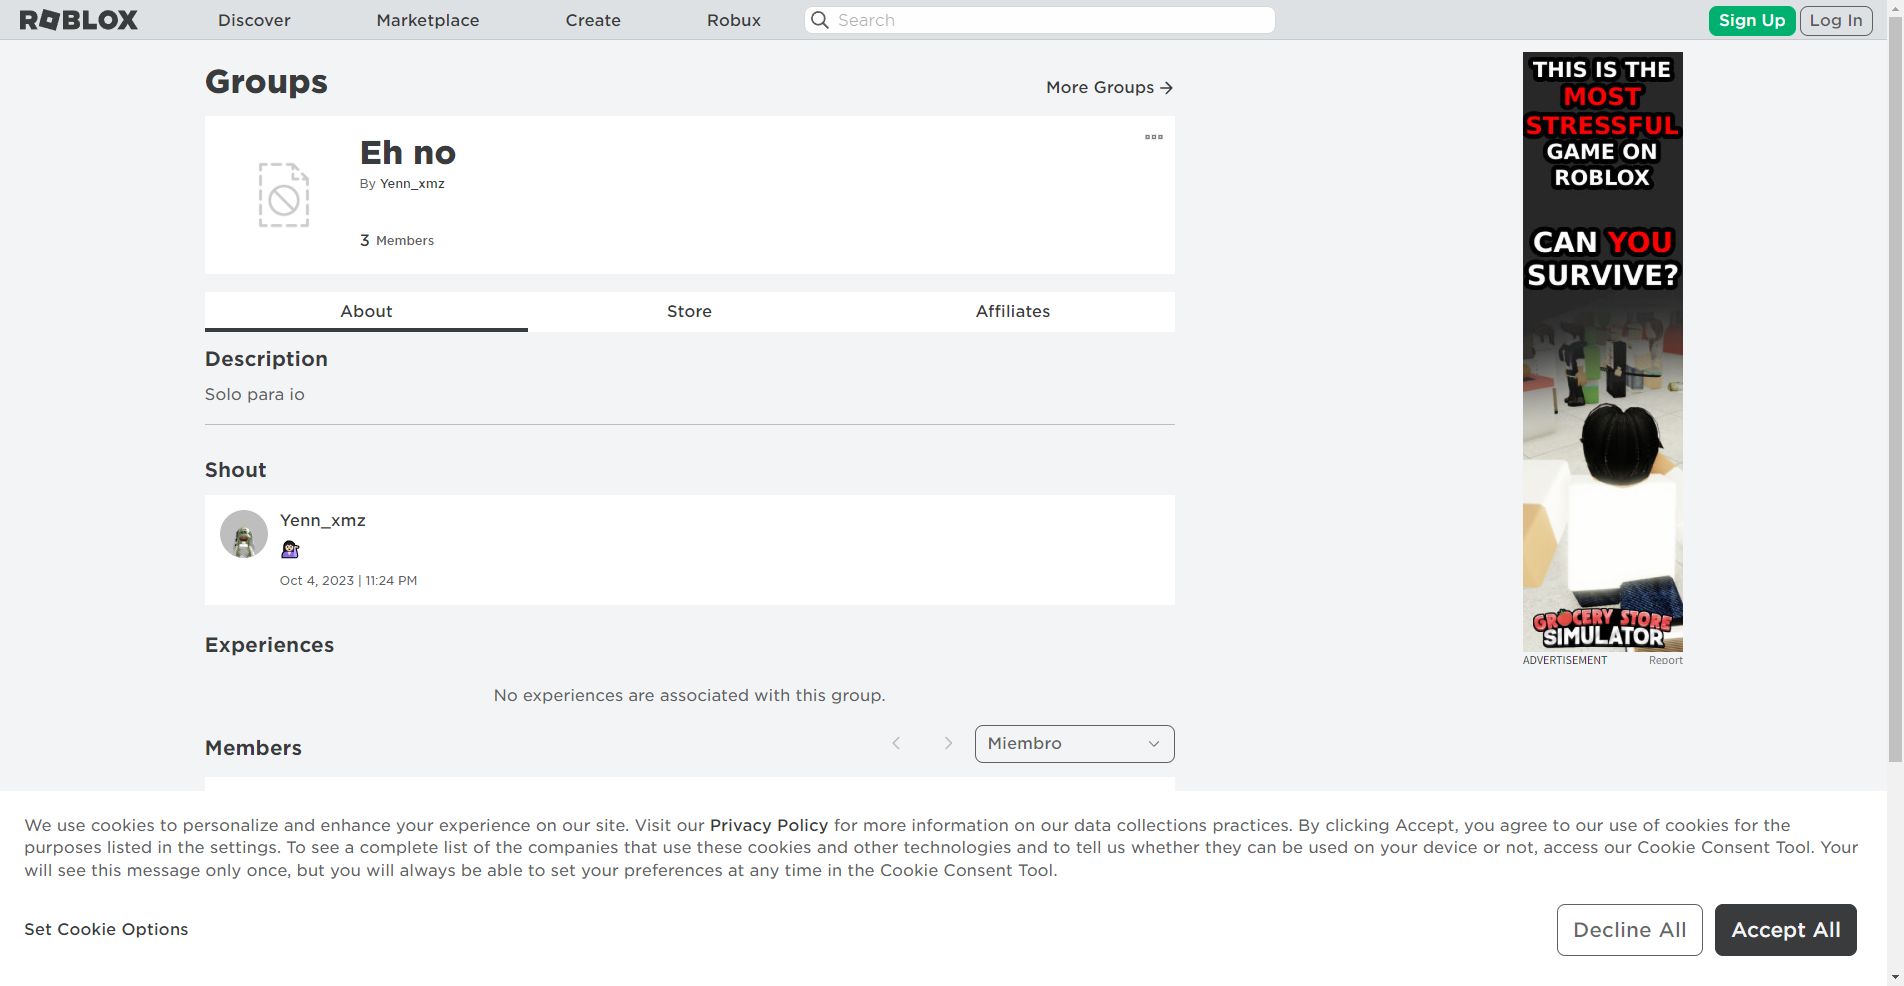 ROBLOX
Discover
Marketplace
Create
Robux
Search
Sign Up
Log In
Groups
More Groups
Eh no
By Yenn_xmz
3 Members
About
Store
Affiliates
Description
Solo para io
Shout
Yenn_xmz
Oct 4, 2023 | 11:24 PM
Experiences
No experiences are associated with this group.
Members
Miembro
THIS IS THE
MOST
STRESSFUL
GAME ON
ROBLOX
CAN YOU
SURVIVE?
GROCERY STORE
SIMULATOR
ADVERTISEMENT
Report
We use cookies to personalize and enhance your experience on our site. Visit our Privacy Policy for more information on our data collections practices. By clicking Accept, you agree to our use of cookies for the
purposes listed in the settings. To see a complete list of the companies that use these cookies and other technologies and to tell us whether they can be used on your device or not, access our Cookie Consent Tool. Your
will see this message only once, but you will always be able to set your preferences at any time in the Cookie Consent Tool.
Set Cookie Options
Decline All
Accept All